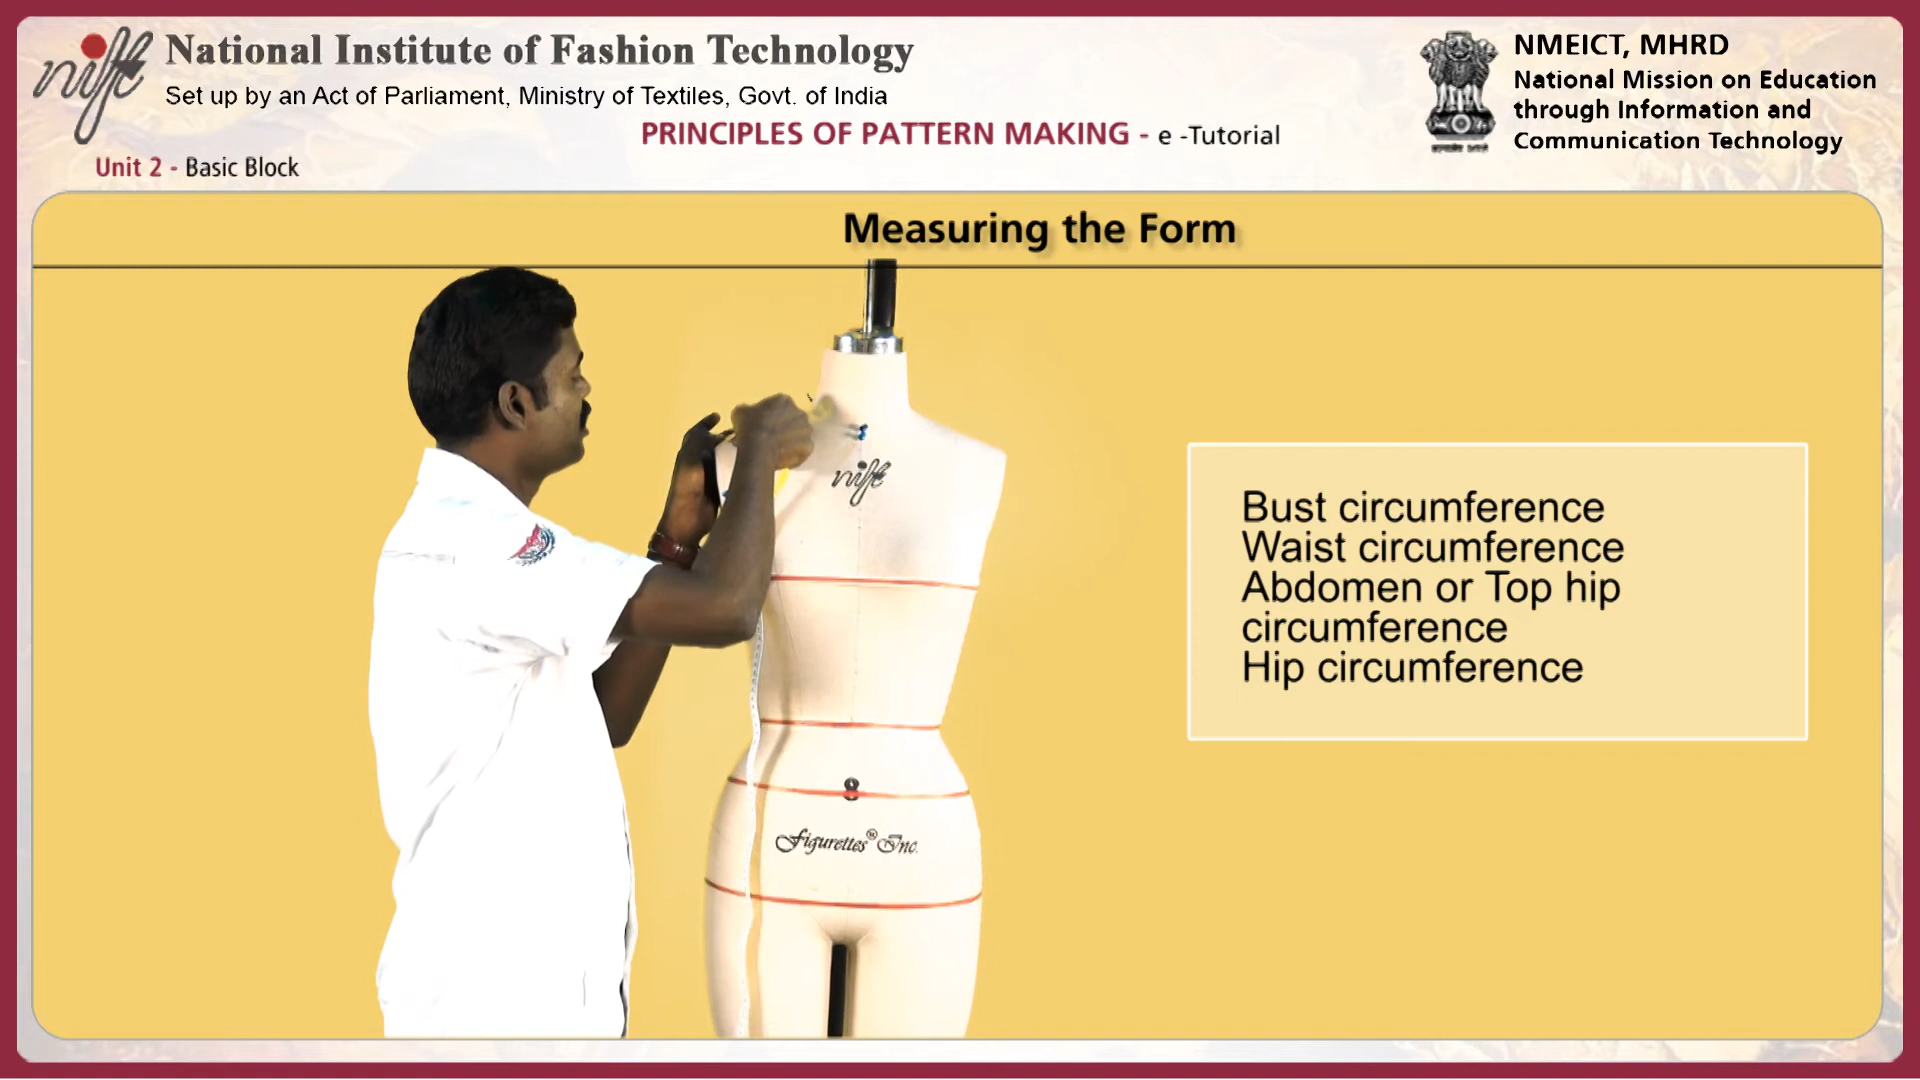 nift
National Institute of Fashion Technology
Set up by an Act of Parliament, Ministry of Textiles, Govt. of India
PRINCIPLES OF PATTERN MAKING - e -Tutorial
Unit 2 - Basic Block
NMEICT, MHRD
National Mission on Education
through Information and
Communication Technology
Measuring the Form
nift
8
Figurettes® Inc.
Bust circumference
Waist circumference
Abdomen or Top hip
circumference
Hip circumference